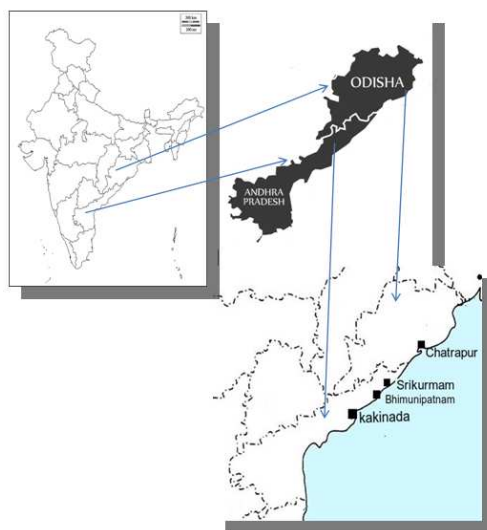 ODISHA
ANDHRA
PRADESH
Chatrapur
Srikurmam
Bhimunipatnam
kakinada